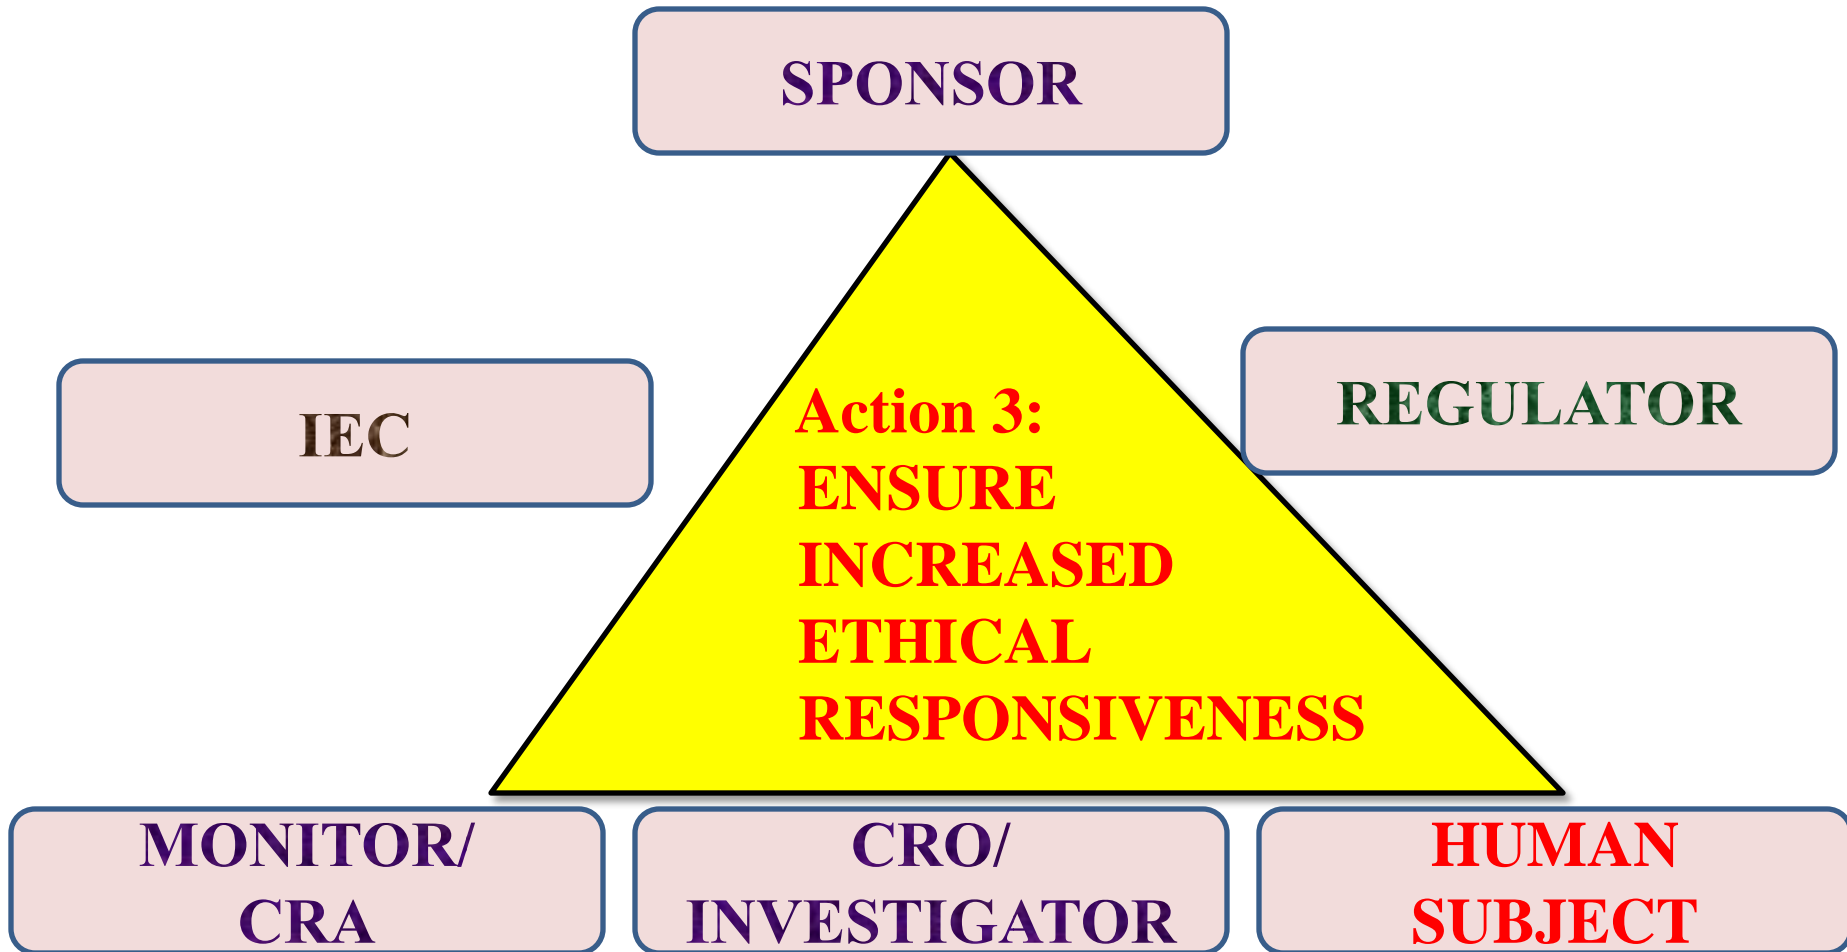 SPONSOR
IEC
REGULATOR
Action 3:
ENSURE
INCREASED
ETHICAL
RESPONSIVENESS
MONITOR/
CRA
CRO/
INVESTIGATOR
HUMAN
SUBJECT